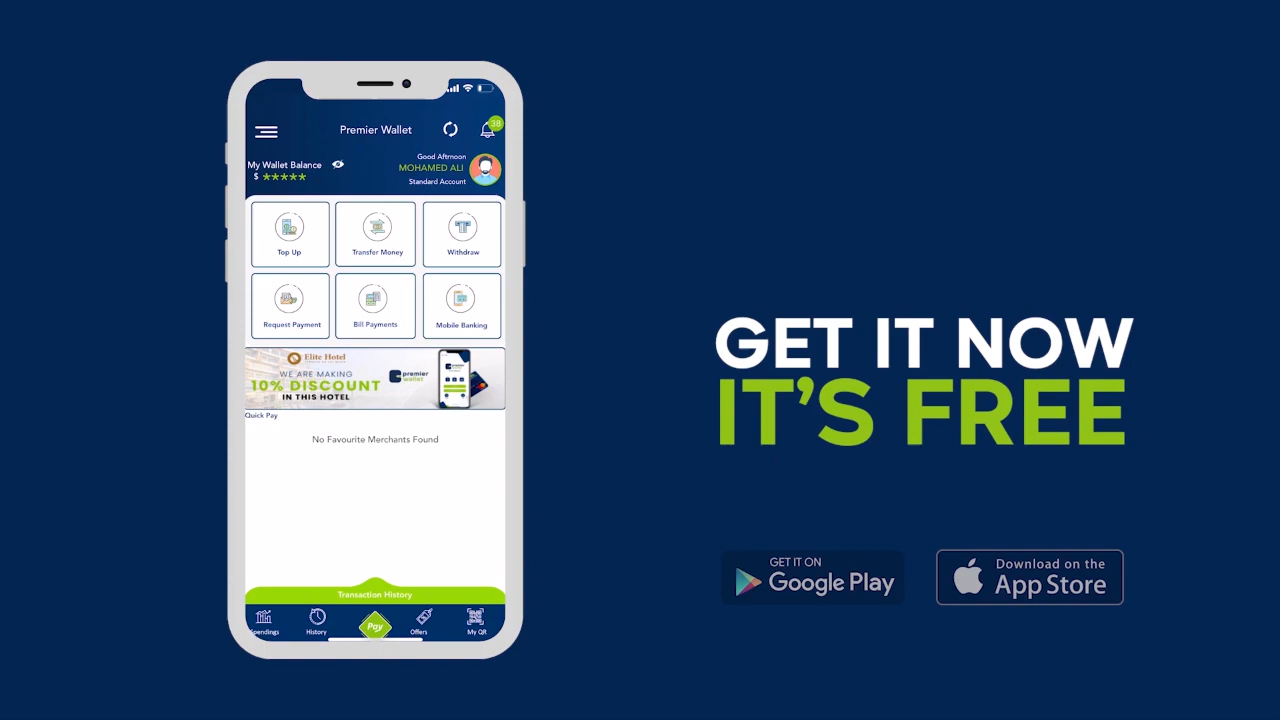 Premier Wallet
38
My Wallet Balance
$ *****
Good Aftrnoon
MOHAMED ALI
Standard Account
Top Up
Transfer Money
Withdraw
Request Payment
Bill Payments
Mobile Banking
Elite Hotel
WE ARE MAKING
10% DISCOUNT
IN THIS HOTEL
premier
wallet
Quick Pay
No Favourite Merchants Found
Transaction History
Spendings
History
Pay
Offers
My QR
GET IT NOW
IT'S FREE
GET IT ON
Google Play
Download on the
App Store